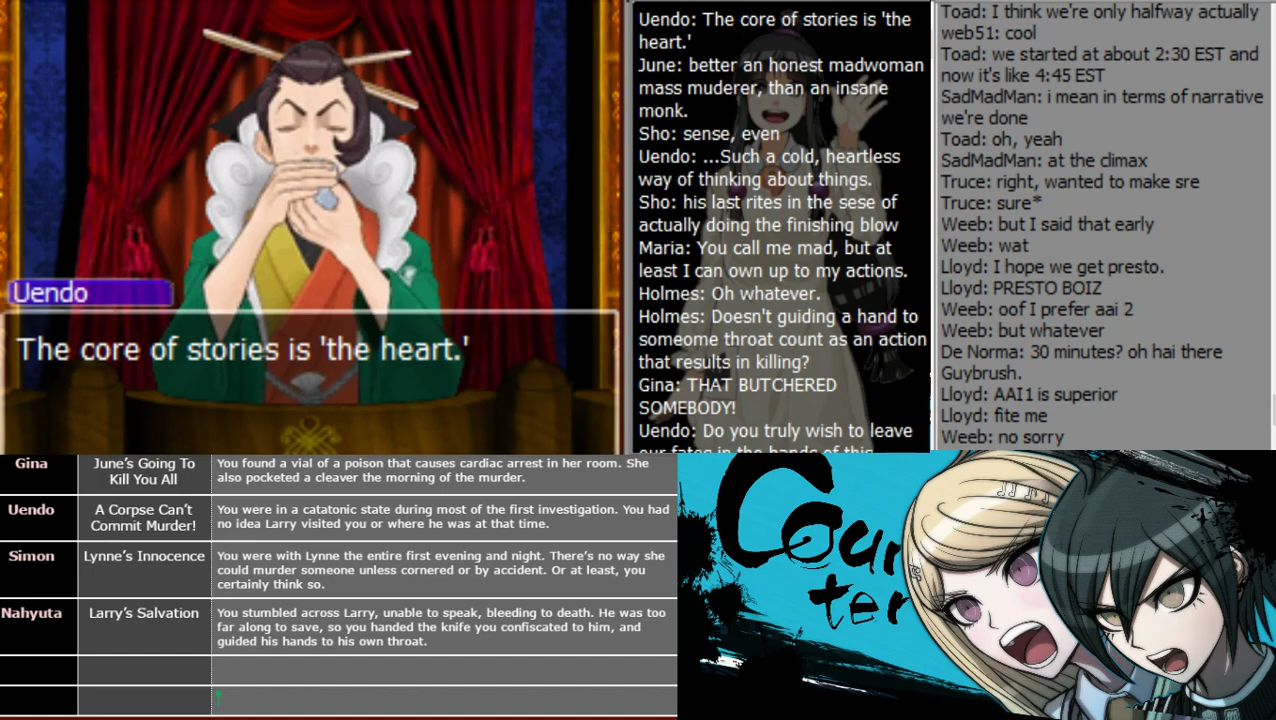 Uendo
The core of stories is 'the heart.'
Uendo: The core of stories is 'the
heart.'
June: better an honest madwoman
mass muderer, than an insane
monk.
Sho: sense, even
Uendo: ...Such a cold, heartless
way of thinking about things.
Sho: his last rites in the sese of
actually doing the finishing blow
Maria: You call me mad, but at
least I can own up to my actions.
Holmes: Oh whatever.
Holmes: Doesn't guiding a hand to
someome throat count as an action
that results in killing?
Gina: THAT BUTCHERED
SOMEBODY!
Uendo: Do you truly wish to leave
our fates in the hands of this
Toad: I think we're only halfway actually
web51: cool
Toad: we started at about 2:30 EST and
now it's like 4:45 EST
SadMadMan: i mean in terms of narrative
we're done
Toad: oh, yeah
SadMadMan: at the climax
Truce: right, wanted to make sre
Truce: sure*
Weeb: but I said that early
Weeb: wat
Lloyd: I hope we get presto.
Lloyd: PRESTO BOIZ
Weeb: oof I prefer aai 2
Weeb: but whatever
De Norma: 30 minutes? oh hai there
Guybrush.
Lloyd: AAI1 is superior
Lloyd: fite me
Weeb: no sorry
Gina
June's Going To
Kill You All
You found a vial of a poison that causes cardiac arrest in her room. She
also pocketed a cleaver the morning of the murder.
Uendo
A Corpse Can't
Commit Murder!
You were in a catatonic state during most of the first investigation. You had
no idea Larry visited you or where he was at that time.
Simon
Lynne's Innocence
You were with Lynne the entire first evening and night. There's no way she
could murder someone unless cornered or by accident. Or at least, you
certainly think so.
Nahyuta
Larry's Salvation
You stumbled across Larry, unable to speak, bleeding to death. He was too
far along to save, so you handed the knife you confiscated to him, and
guided his hands to his own throat.
!
Coun
ter